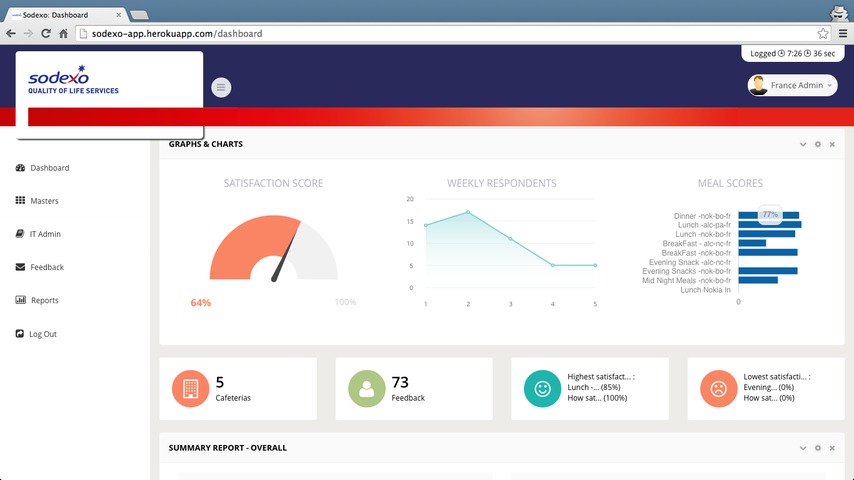 Sodexo: Dashboard
sodexo-app.herokuapp.com/dashboard
Logged 7:26 36 sec
sodexo
QUALITY OF LIFE SERVICES
France Admin
Dashboard
Masters
IT Admin
Feedback
Reports
Log Out
GRAPHS & CHARTS
SATISFACTION SCORE
64%
100%
WEEKLY RESPONDENTS
20
15
10
5
0
1 2 3 4 5
MEAL SCORES
77%
Dinner -nok-bo-fr
Lunch -alc-pa-fr
Lunch -nok-bo-fr
BreakFast - alc-nc-fr
BreakFast -nok-bo-fr
Evening Snack -alc-nc-fr
Evening Snacks -nok-bo-fr
Mid Night Meals -nok-bo-fr
Lunch Nokia In
0
5
Cafeterias
73
Feedback
Highest satisfact... :
Lunch -... (85%)
How sat... (100%)
Lowest satisfacti... :
Evening... (0%)
How sat... (0%)
SUMMARY REPORT - OVERALL